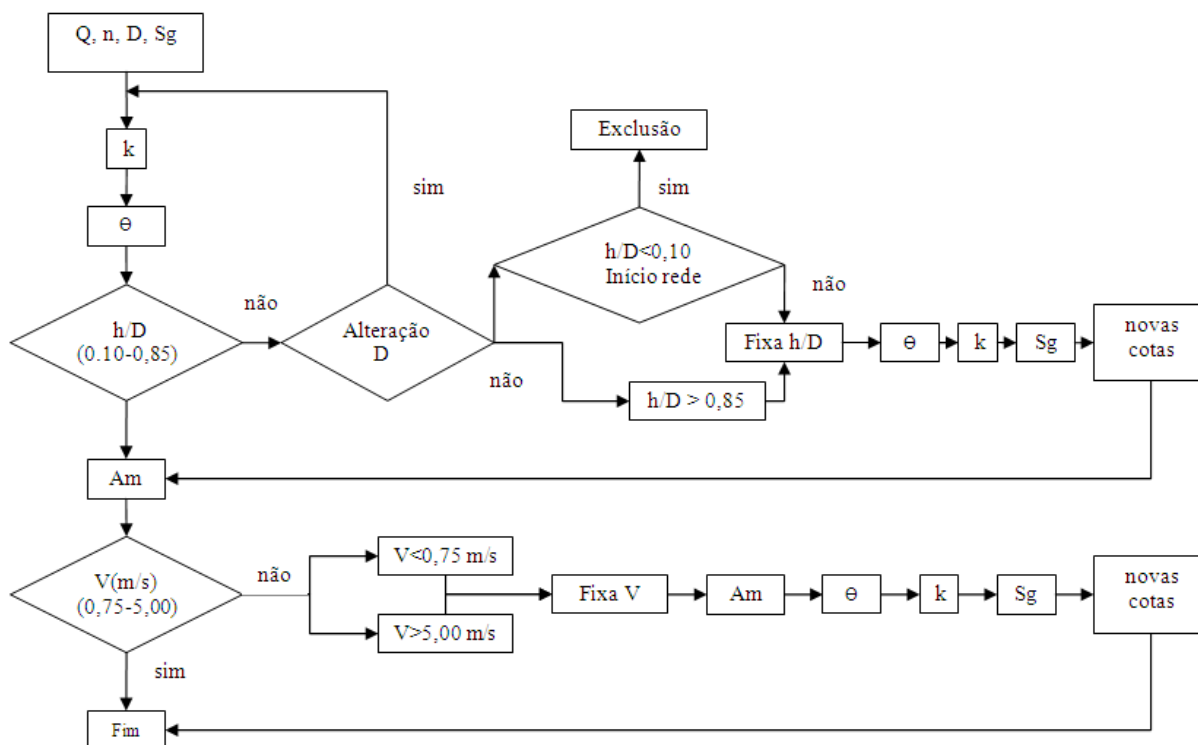 Q, n, D, Sg
k
Ɵ
h/D
(0.10-0,85)
não
Alteração
D
sim
não
Exclusão
sim
h/D<0,10
Início rede
não
h/D > 0,85
Fixa h/D
Ɵ
k
Sg
novas
cotas
Am
V(m/s)
(0,75-5,00)
não
V<0,75 m/s
V>5,00 m/s
Fixa V
Am
Ɵ
k
Sg
novas
cotas
sim
Fim